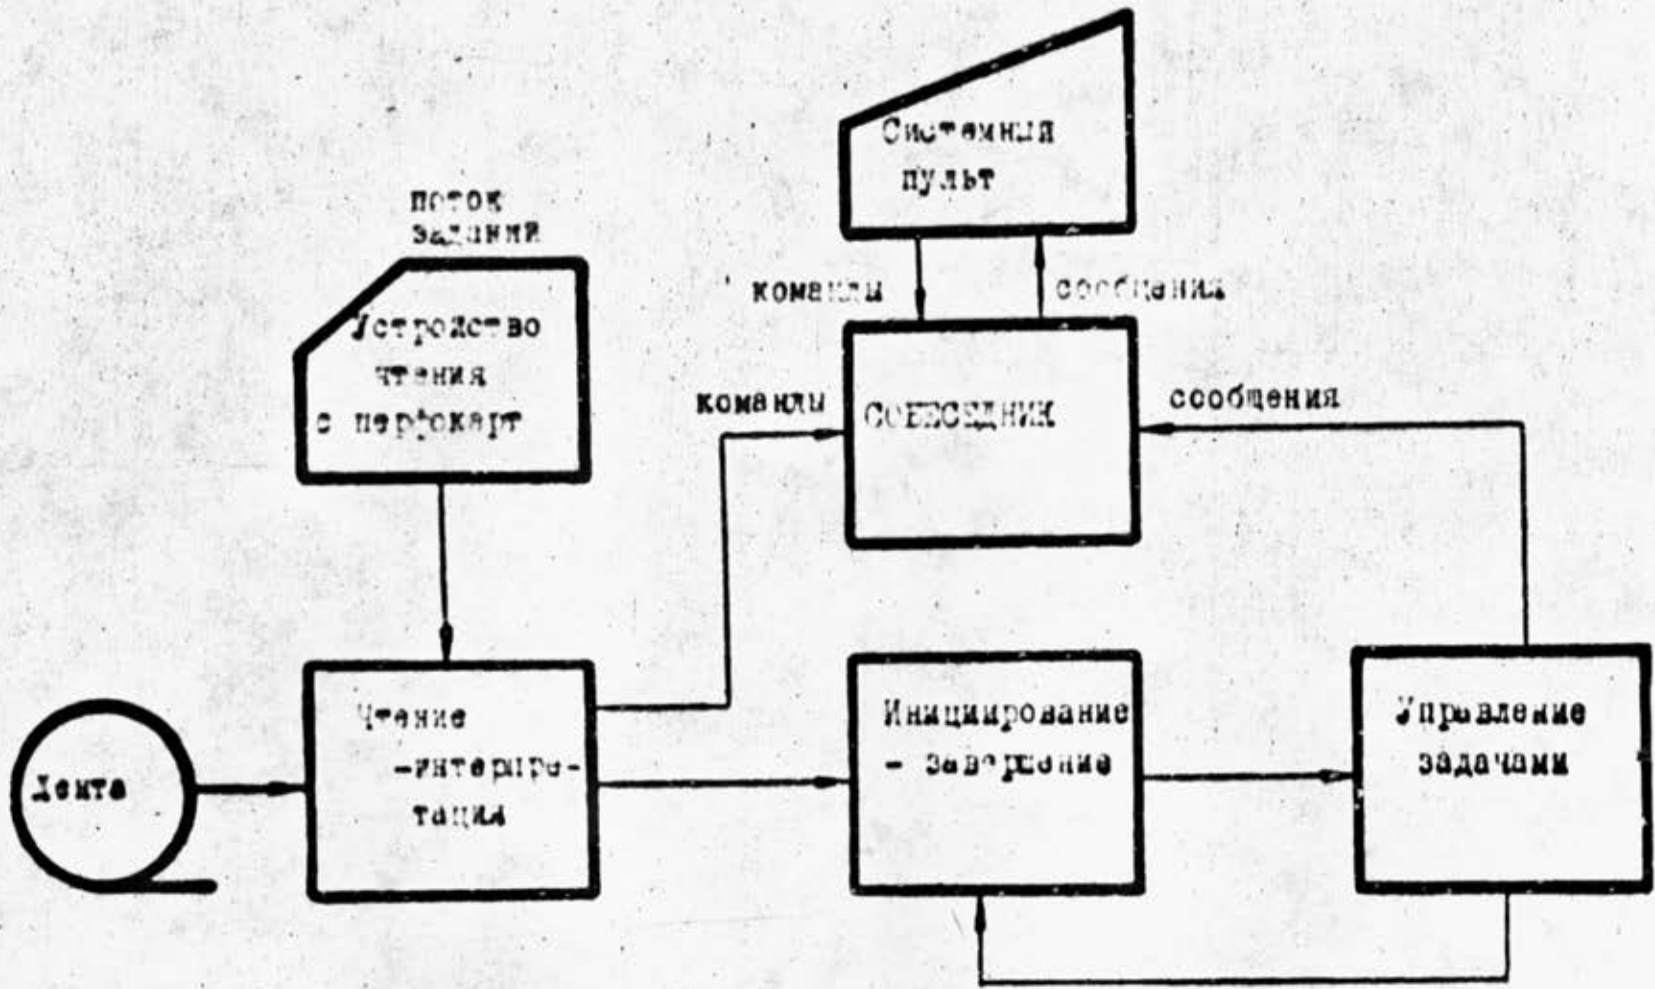 Системный
пульт
поток
заданий
команды
сообщения
Устройство
чтения
с перфокарт
команды
СОБЕСЕДНИК
сообщения
Чтение
-интерпре-
тация
Инициирование
- завершение
Управление
задачами
Лента